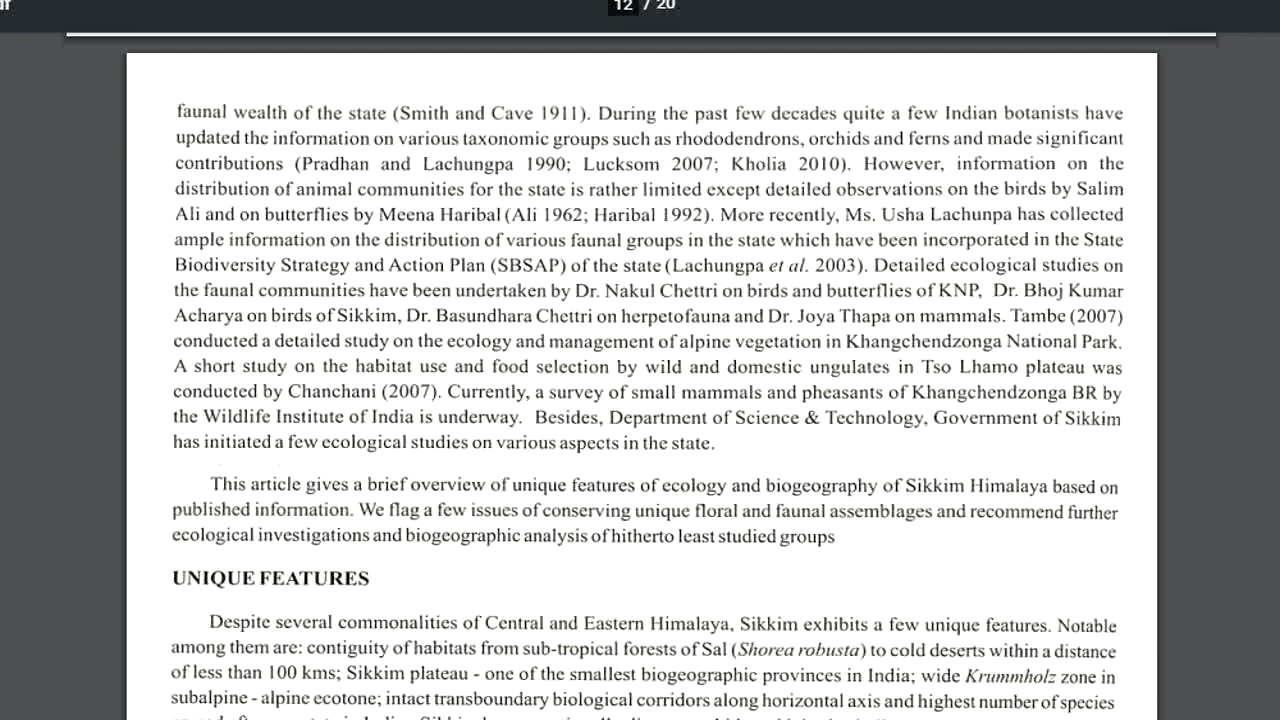 df
12 / 20
faunal wealth of the state (Smith and Cave 1911). During the past few decades quite a few Indian botanists have
updated the information on various taxonomic groups such as rhododendrons, orchids and ferns and made significant
contributions (Pradhan and Lachungpa 1990; Lucksom 2007; Kholia 2010). However, information on the
distribution of animal communities for the state is rather limited except detailed observations on the birds by Salim
Ali and on butterflies by Meena Haribal (Ali 1962; Haribal 1992). More recently, Ms. Usha Lachunpa has collected
ample information on the distribution of various faunal groups in the state which have been incorporated in the State
Biodiversity Strategy and Action Plan (SBSAP) of the state (Lachungpa et al. 2003). Detailed ecological studies on
the faunal communities have been undertaken by Dr. Nakul Chettri on birds and butterflies of KNP, Dr. Bhoj Kumar
Acharya on birds of Sikkim, Dr. Basundhara Chettri on herpetofauna and Dr. Joya Thapa on mammals. Tambe (2007)
conducted a detailed study on the ecology and management of alpine vegetation in Khangchendzonga National Park.
A short study on the habitat use and food selection by wild and domestic ungulates in Tso Lhamo plateau was
conducted by Chanchani (2007). Currently, a survey of small mammals and pheasants of Khangchendzonga BR by
the Wildlife Institute of India is underway. Besides, Department of Science & Technology, Government of Sikkim
has initiated a few ecological studies on various aspects in the state.
This article gives a brief overview of unique features of ecology and biogeography of Sikkim Himalaya based on
published information. We flag a few issues of conserving unique floral and faunal assemblages and recommend further
ecological investigations and biogeographic analysis of hitherto least studied groups
UNIQUE FEATURES
Despite several commonalities of Central and Eastern Himalaya, Sikkim exhibits a few unique features. Notable
among them are: contiguity of habitats from sub-tropical forests of Sal (Shorea robusta) to cold deserts within a distance
of less than 100 kms; Sikkim plateau - one of the smallest biogeographic provinces in India; wide Krummholz zone in
subalpine - alpine ecotone; intact transboundary biological corridors along horizontal axis and highest number of species